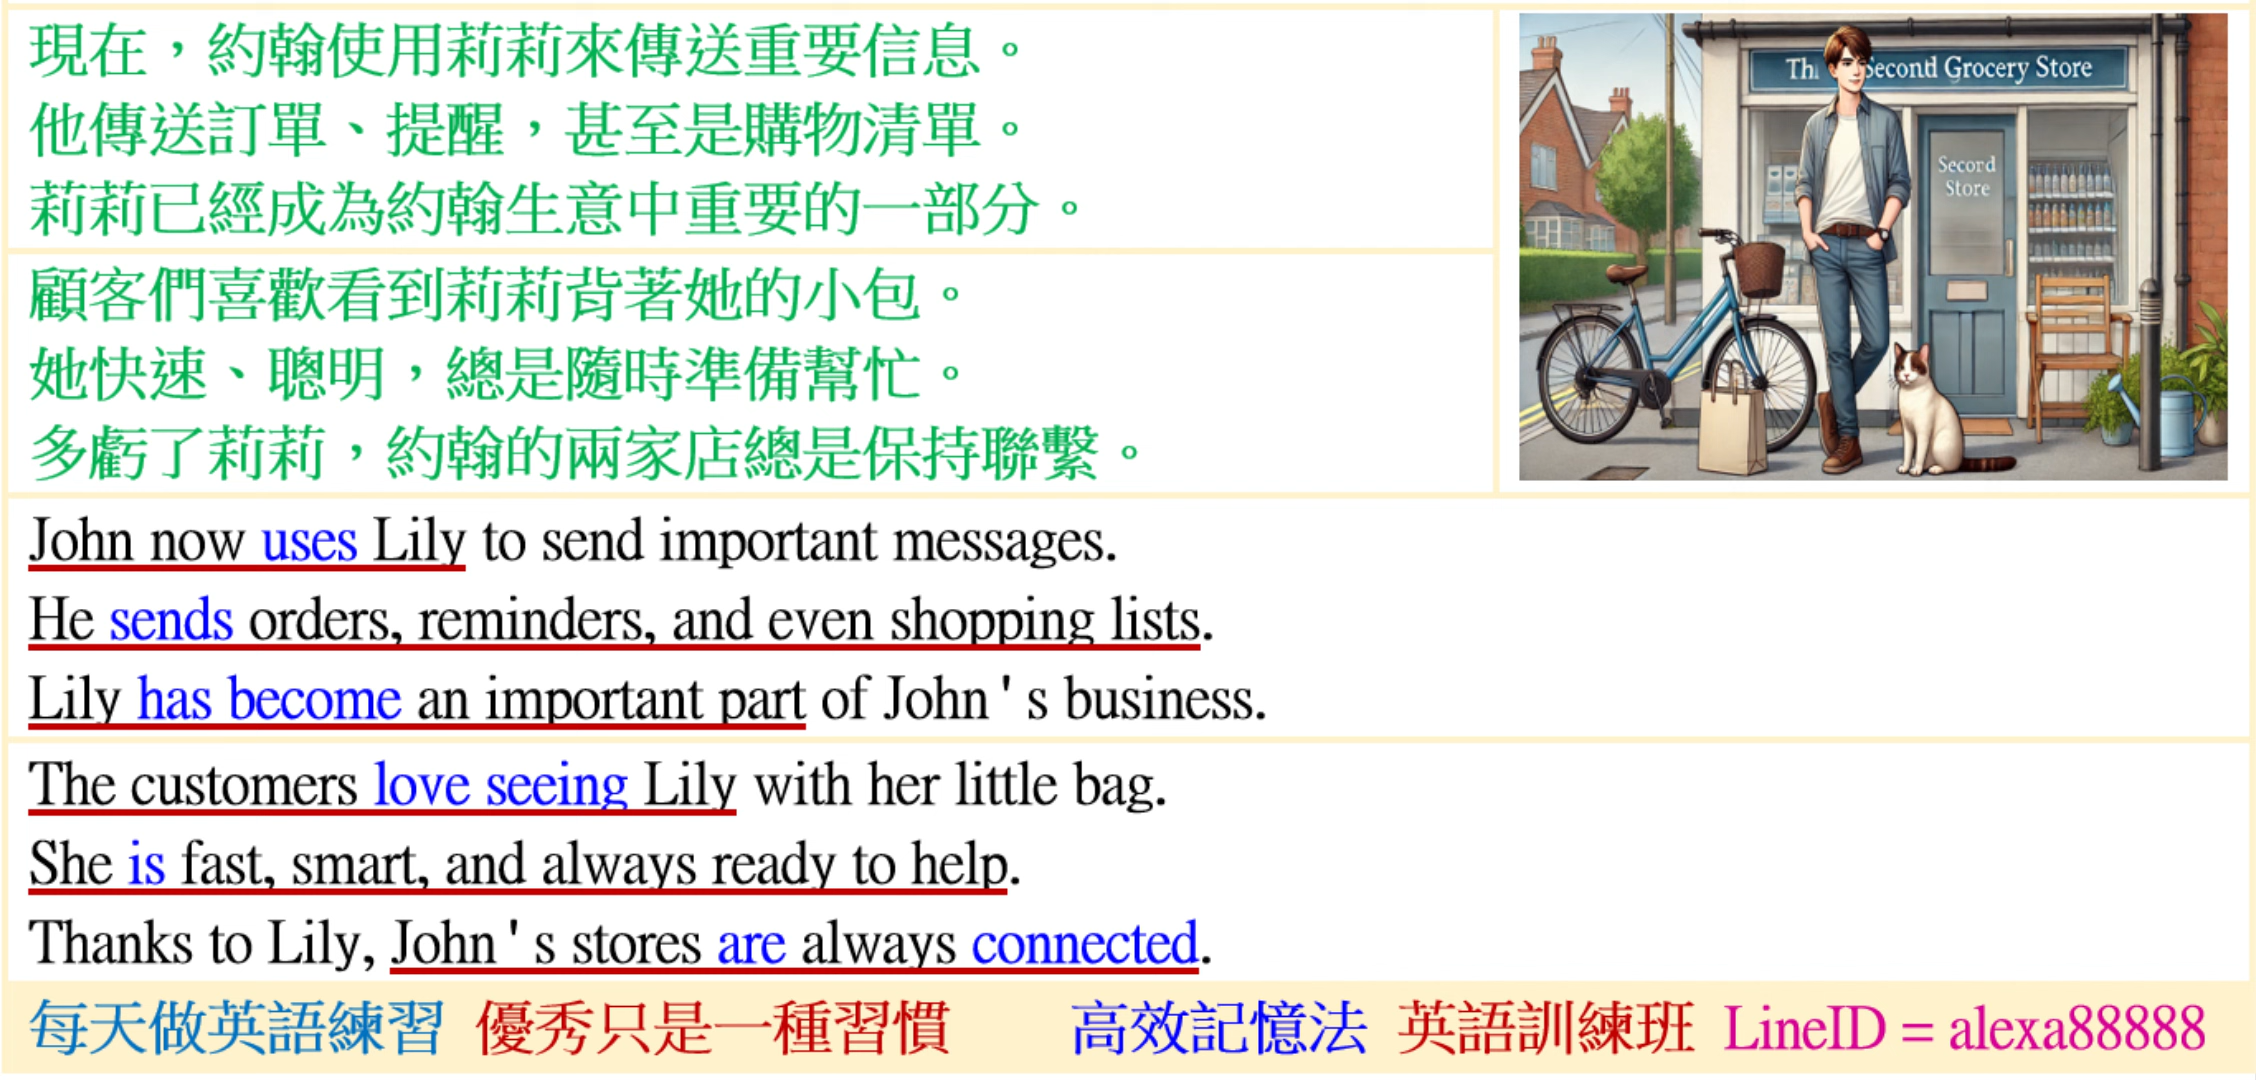 現在，約翰使用莉莉來傳送重要信息。
他傳送訂單、提醒，甚至是購物清單。
莉莉已經成為約翰生意中重要的一部分。
Th Second Grocery Store
Secord
Store
顧客們喜歡看到莉莉背著她的小包。
她快速、聰明，總是隨時準備幫忙。
多虧了莉莉，約翰的兩家店總是保持聯繫。
John now uses Lily to send important messages.
He sends orders, reminders, and even shopping lists.
Lily has become an important part of John's business.
The customers love seeing Lily with her little bag.
She is fast, smart, and always ready to help.
Thanks to Lily, John's stores are always connected.
每天做英語練習 優秀只是一種習慣 高效記憶法 英語訓練班 LineID = alexa88888